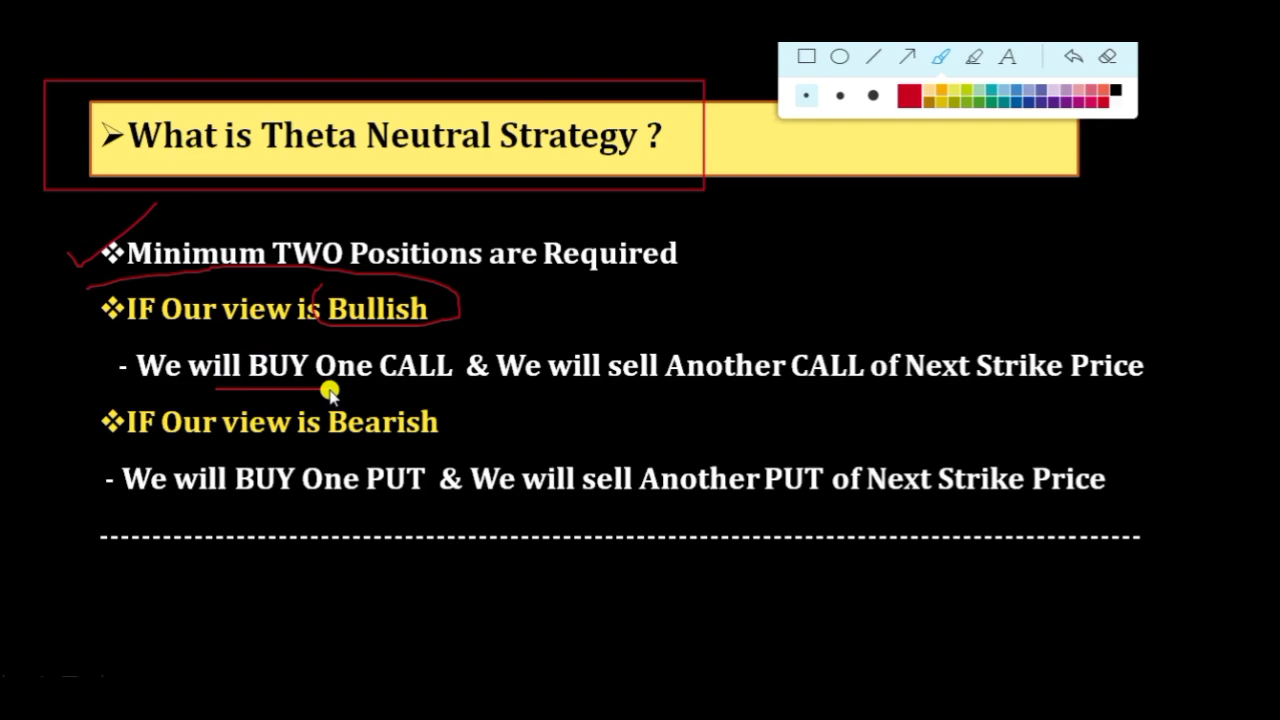 ➢What is Theta Neutral Strategy ?
❖Minimum TWO Positions are Required
❖IF Our view is Bullish
- We will BUY One CALL & We will sell Another CALL of Next Strike Price
❖IF Our view is Bearish
- We will BUY One PUT & We will sell Another PUT of Next Strike Price